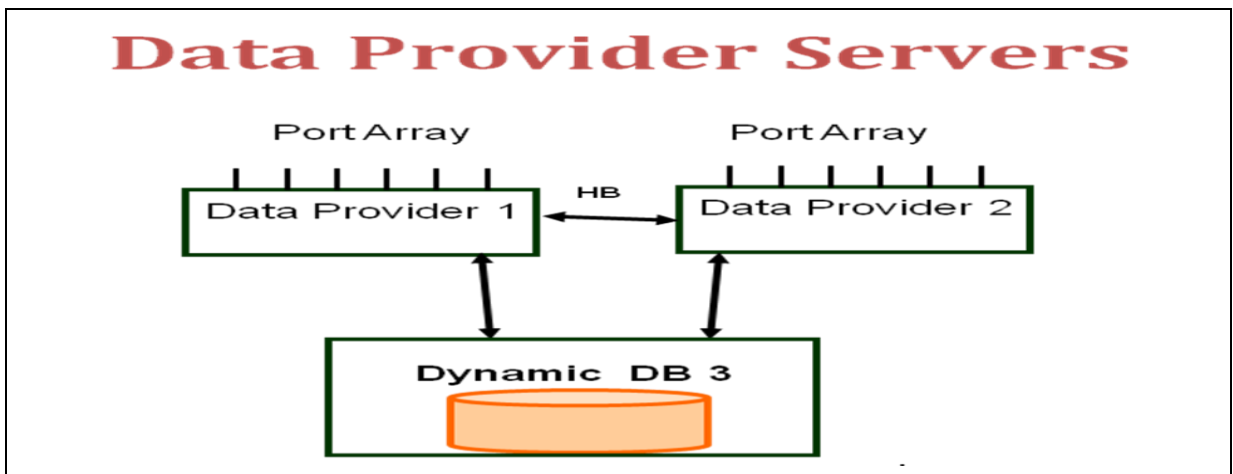 Data Provider Servers
Port Array Port Array
HB
Data Provider 1 Data Provider 2
Dynamic DB 3